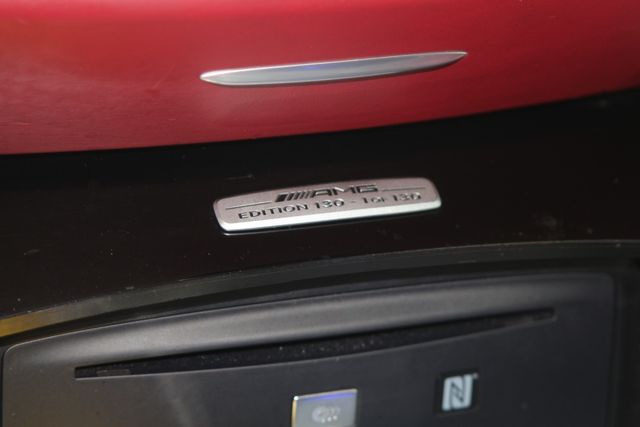 AMG
EDITION 130 - 1 OF 130